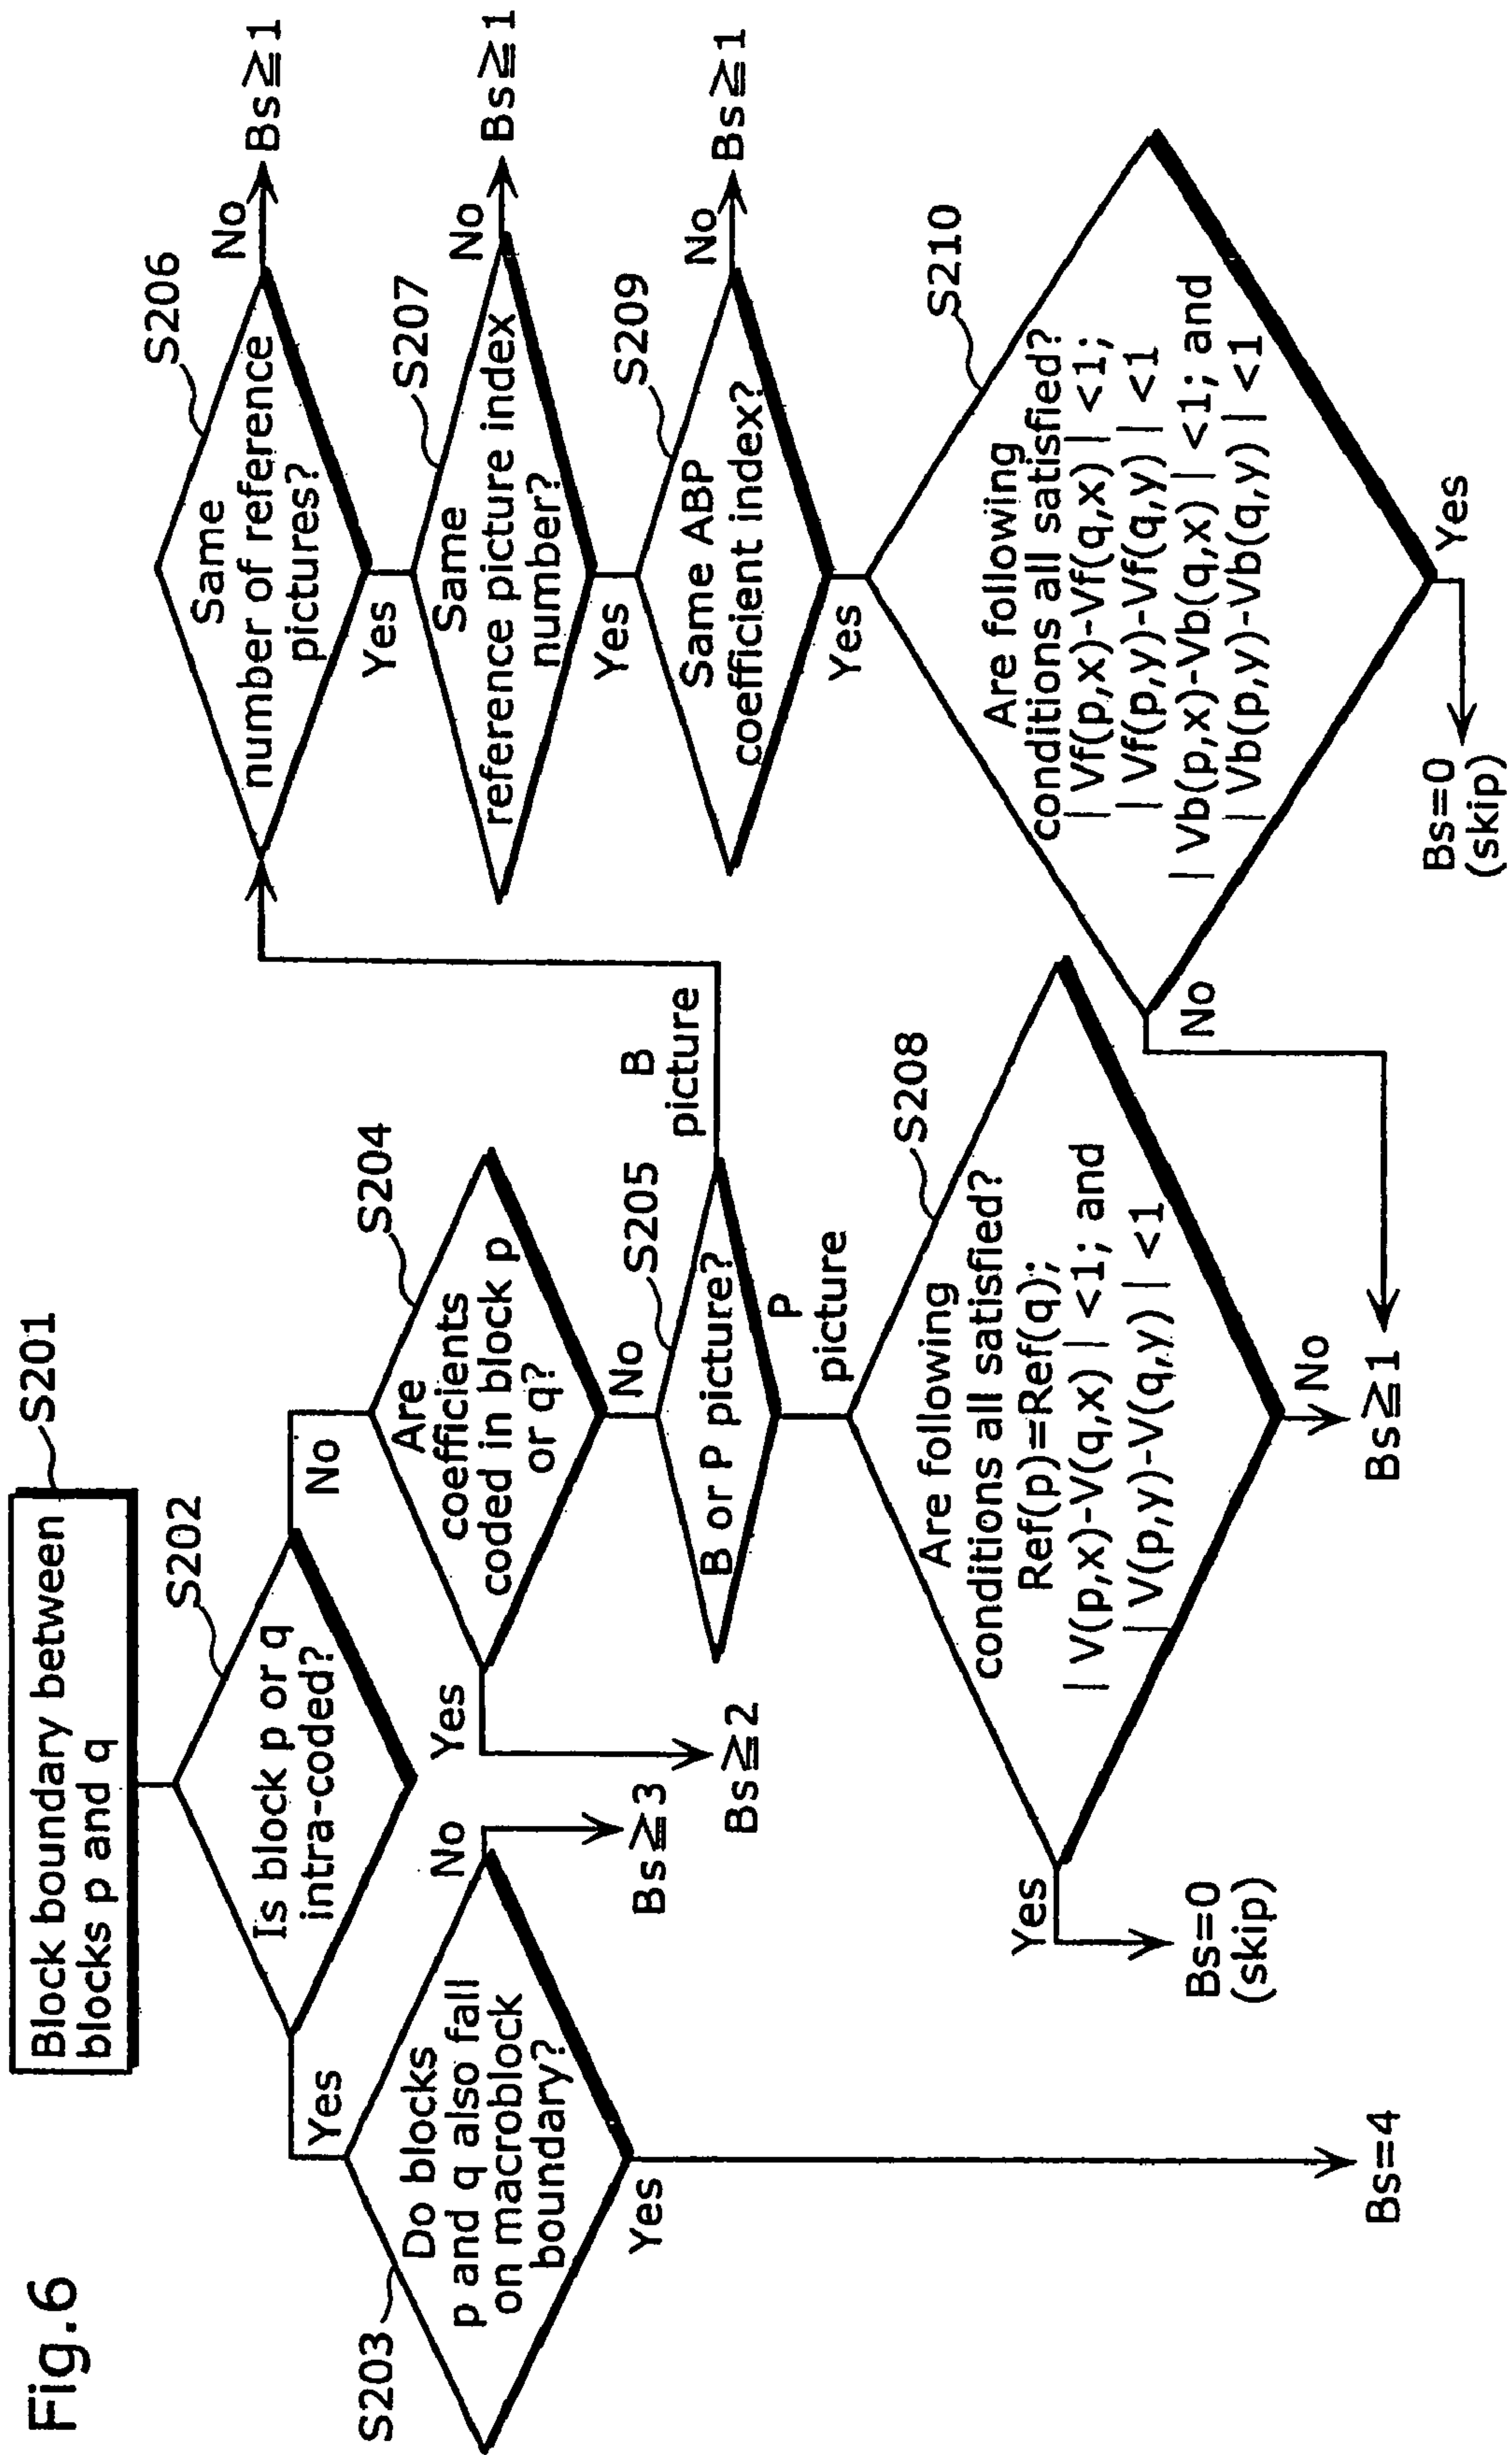 Fig.6
Block boundary between
blocks p and q
S201
Is block p or q
intra-coded?
S202
Yes
No
Do blocks
p and q also fall
on macroblock
boundary?
S203
No
Bs≧3
Yes
Bs=4
Are
coefficients
coded in block p
or q?
S204
Yes
Bs≧2
No
B or P picture?
S205
B
picture
P
picture
Are following
conditions all satisfied?
Ref(p)=Ref(q);
| V(p,x)-V(q,x) | <1; and
| V(p,y)-V(q,y) | <1
S208
Yes
Bs=0
(skip)
No
Bs≧1
Same
number of reference
pictures?
S206
No
Bs≧1
Yes
Same
reference picture index
number?
S207
No
Bs≧1
Yes
Same ABP
coefficient index?
S209
No
Bs≧1
Yes
Are following
conditions all satisfied?
| Vf(p,x)-Vf(q,x) | <1;
| Vf(p,y)-Vf(q,y) | <1
| Vb(p,x)-Vb(q,x) | <1; and
| Vb(p,y)-Vb(q,y) | <1
S210
No
Yes
Bs=0
(skip)